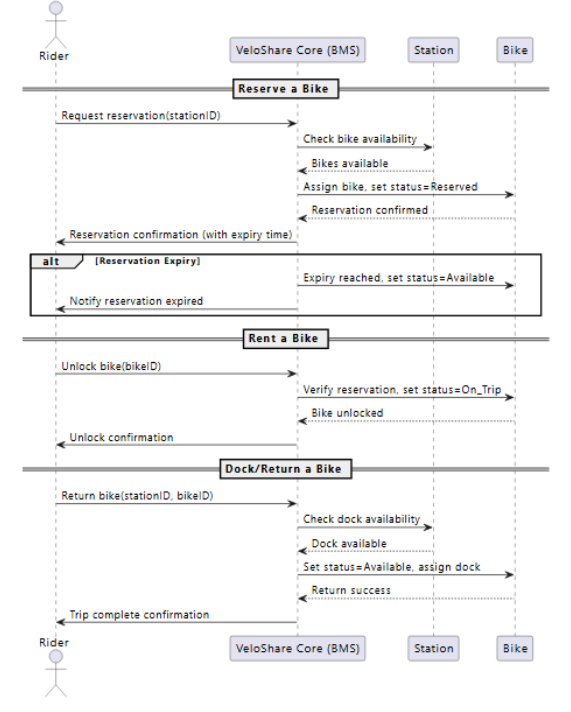 Rider
VeloShare Core (BMS)
Station
Bike
Reserve a Bike
Request reservation(stationID)
Check bike availability
Bikes available
Assign bike, set status=Reserved
Reservation confirmed
Reservation confirmation (with expiry time)
alt [Reservation Expiry]
Expiry reached, set status=Available
Notify reservation expired
Rent a Bike
Unlock bike(bikeID)
Verify reservation, set status=On_Trip
Bike unlocked
Unlock confirmation
Dock/Return a Bike
Return bike(stationID, bikeID)
Check dock availability
Dock available
Set status=Available, assign dock
Return success
Trip complete confirmation
Rider
VeloShare Core (BMS)
Station
Bike